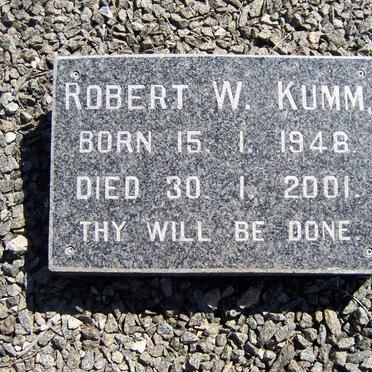 ROBERT W. KUMM.
BORN 15. 1. 1948.
DIED 30. 1. 2001.
THY WILL BE DONE.